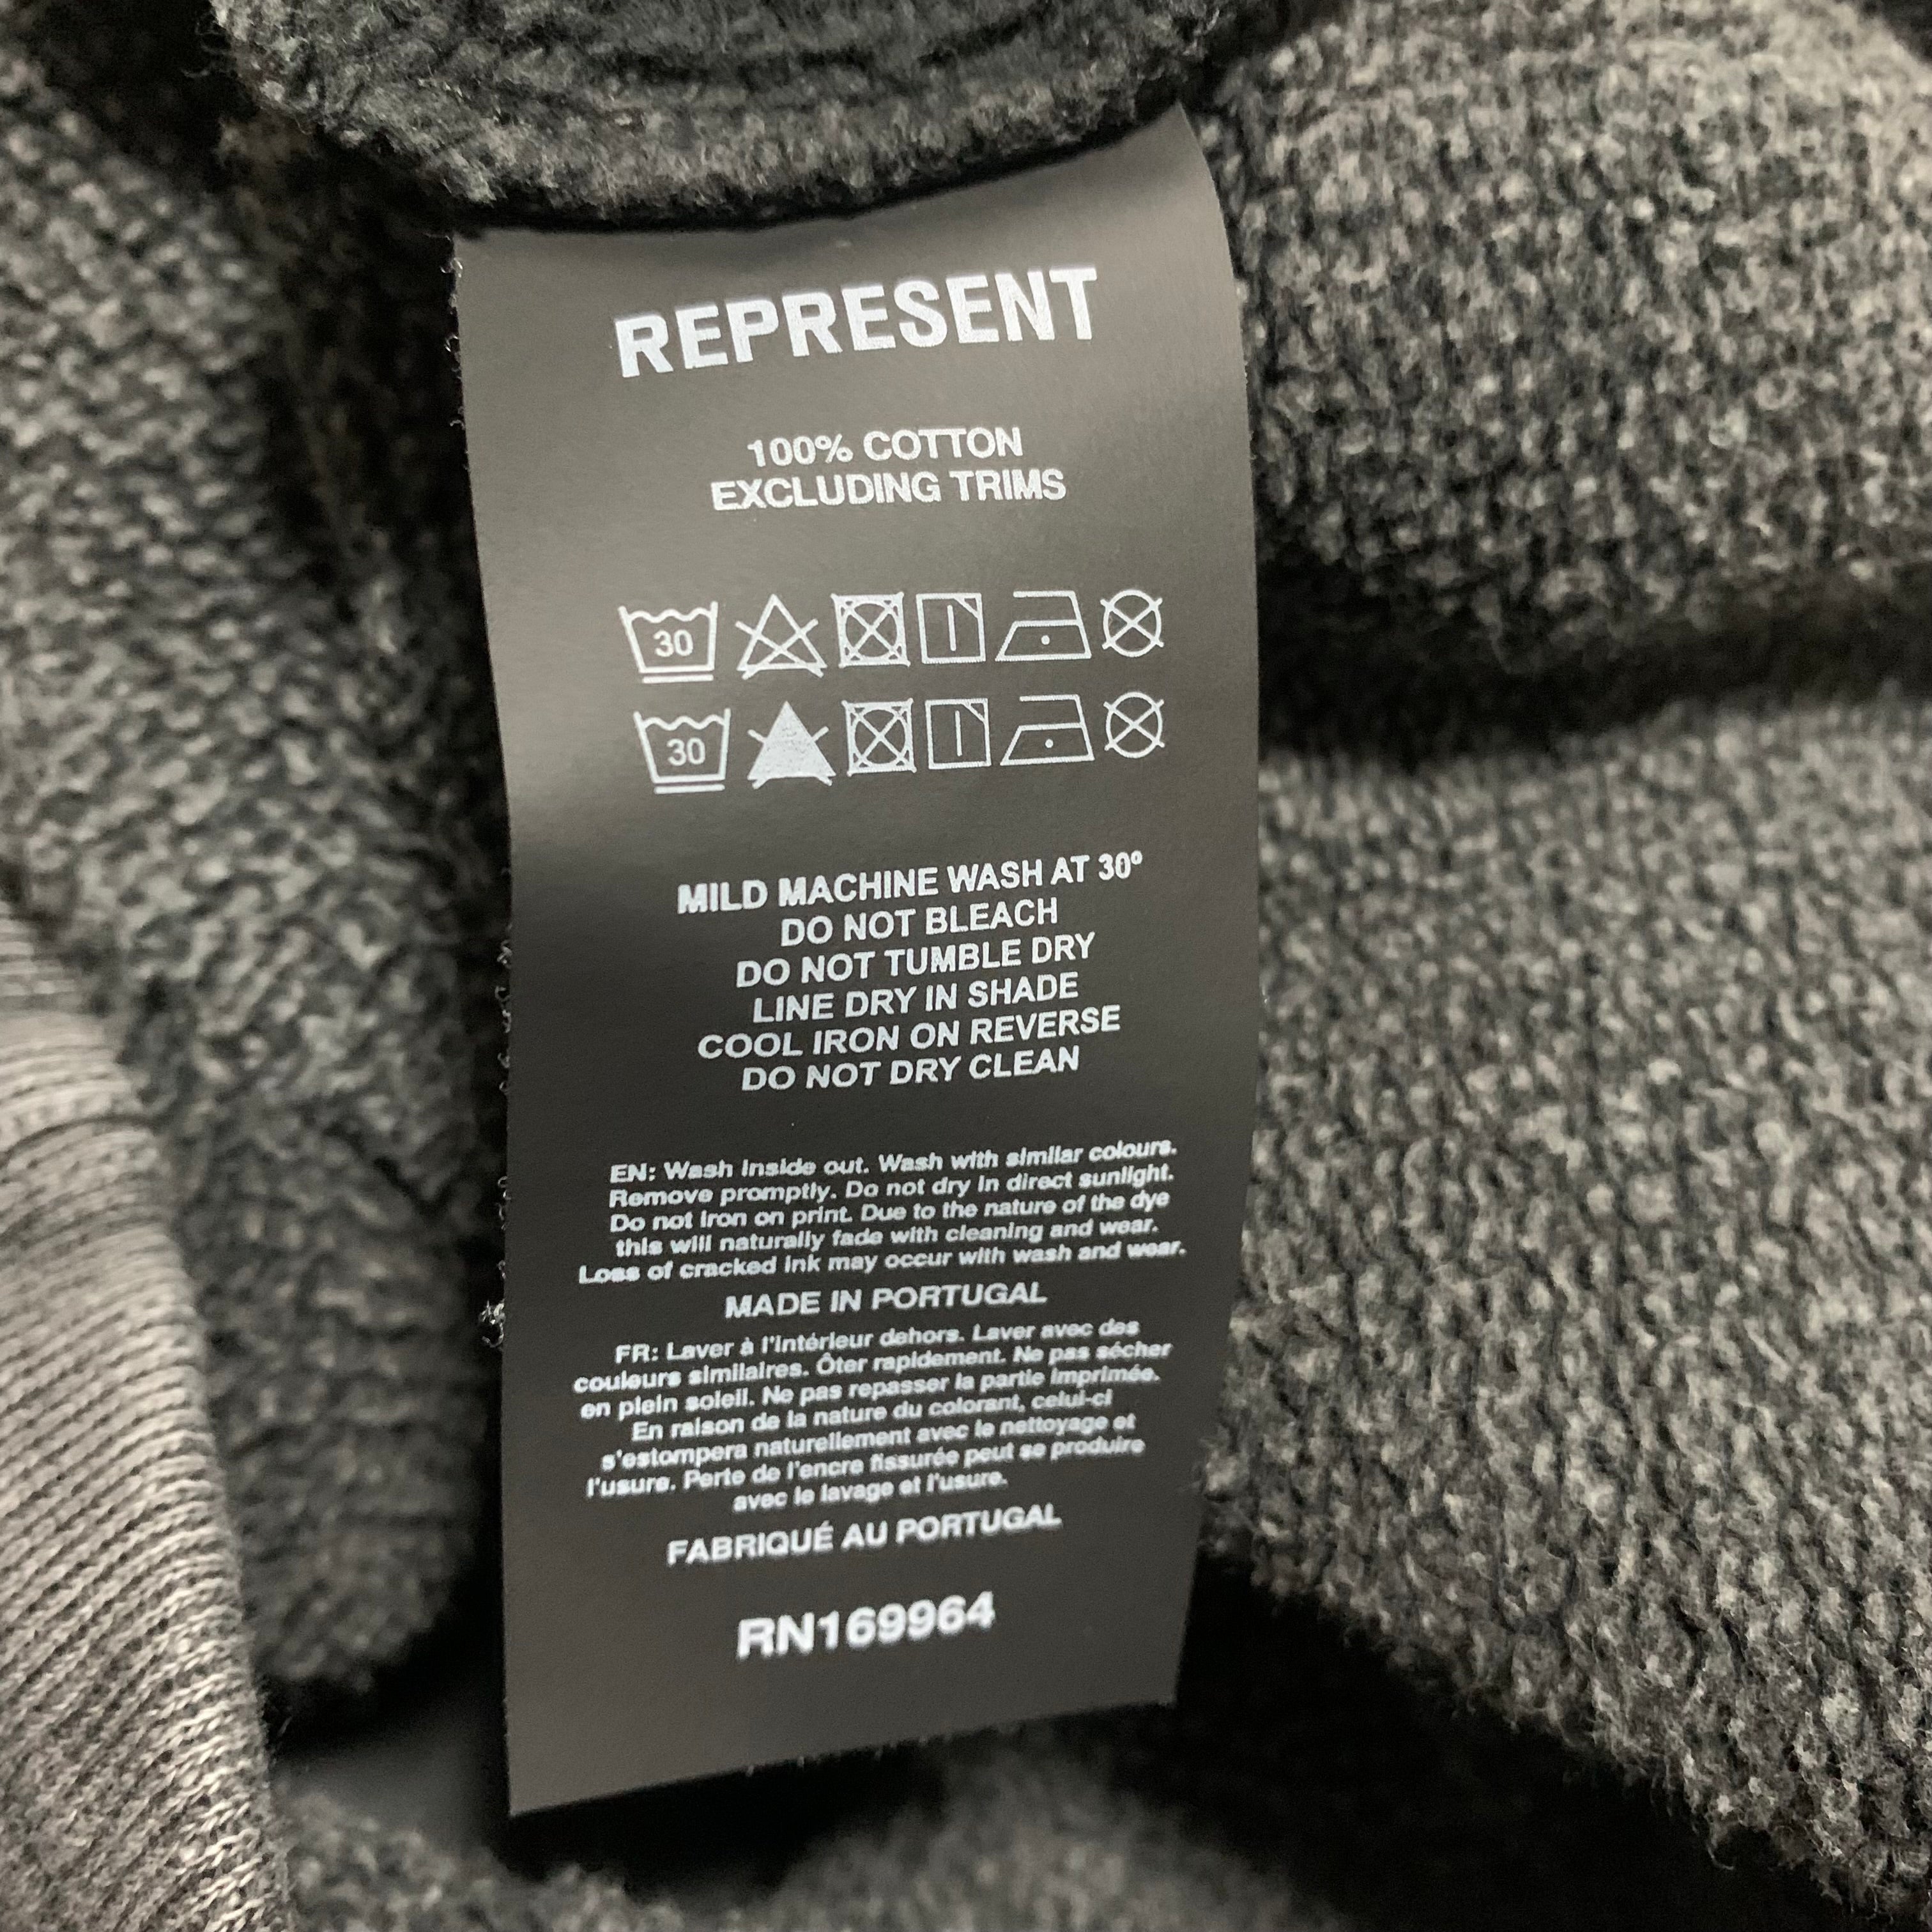 REPRESENT
100% COTTON
EXCLUDING TRIMS
30
30
MILD MACHINE WASH AT 30°
DO NOT BLEACH
DO NOT TUMBLE DRY
LINE DRY IN SHADE
COOL IRON ON REVERSE
DO NOT DRY CLEAN
EN: Wash inside out. Wash with similar colours.
Remove promptly. Do not dry in direct sunlight.
Do not iron on print. Due to the nature of the dye
this will naturally fade with cleaning and wear.
Loss of cracked ink may occur with wash and wear.
MADE IN PORTUGAL
FR: Laver à l'intérieur dehors. Laver avec des
couleurs similaires. Ôter rapidement. Ne pas sécher
en plein soleil. Ne pas repasser la partie imprimée.
En raison de la nature du colorant, celui-ci
s'estompera naturellement avec le nettoyage et
l'usure. Perte de l'encre fissurée peut se produire
avec le lavage et l'usure.
FABRIQUÉ AU PORTUGAL
RN169964